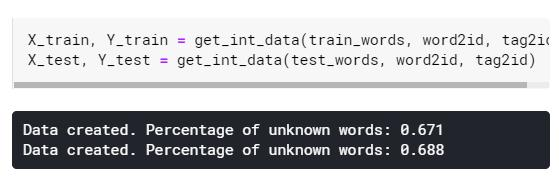 X_train, Y_train = get_int_data(train_words, word2id, tag2id
X_test, Y_test = get_int_data(test_words, word2id, tag2id)
Data created. Percentage of unknown words: 0.671
Data created. Percentage of unknown words: 0.688